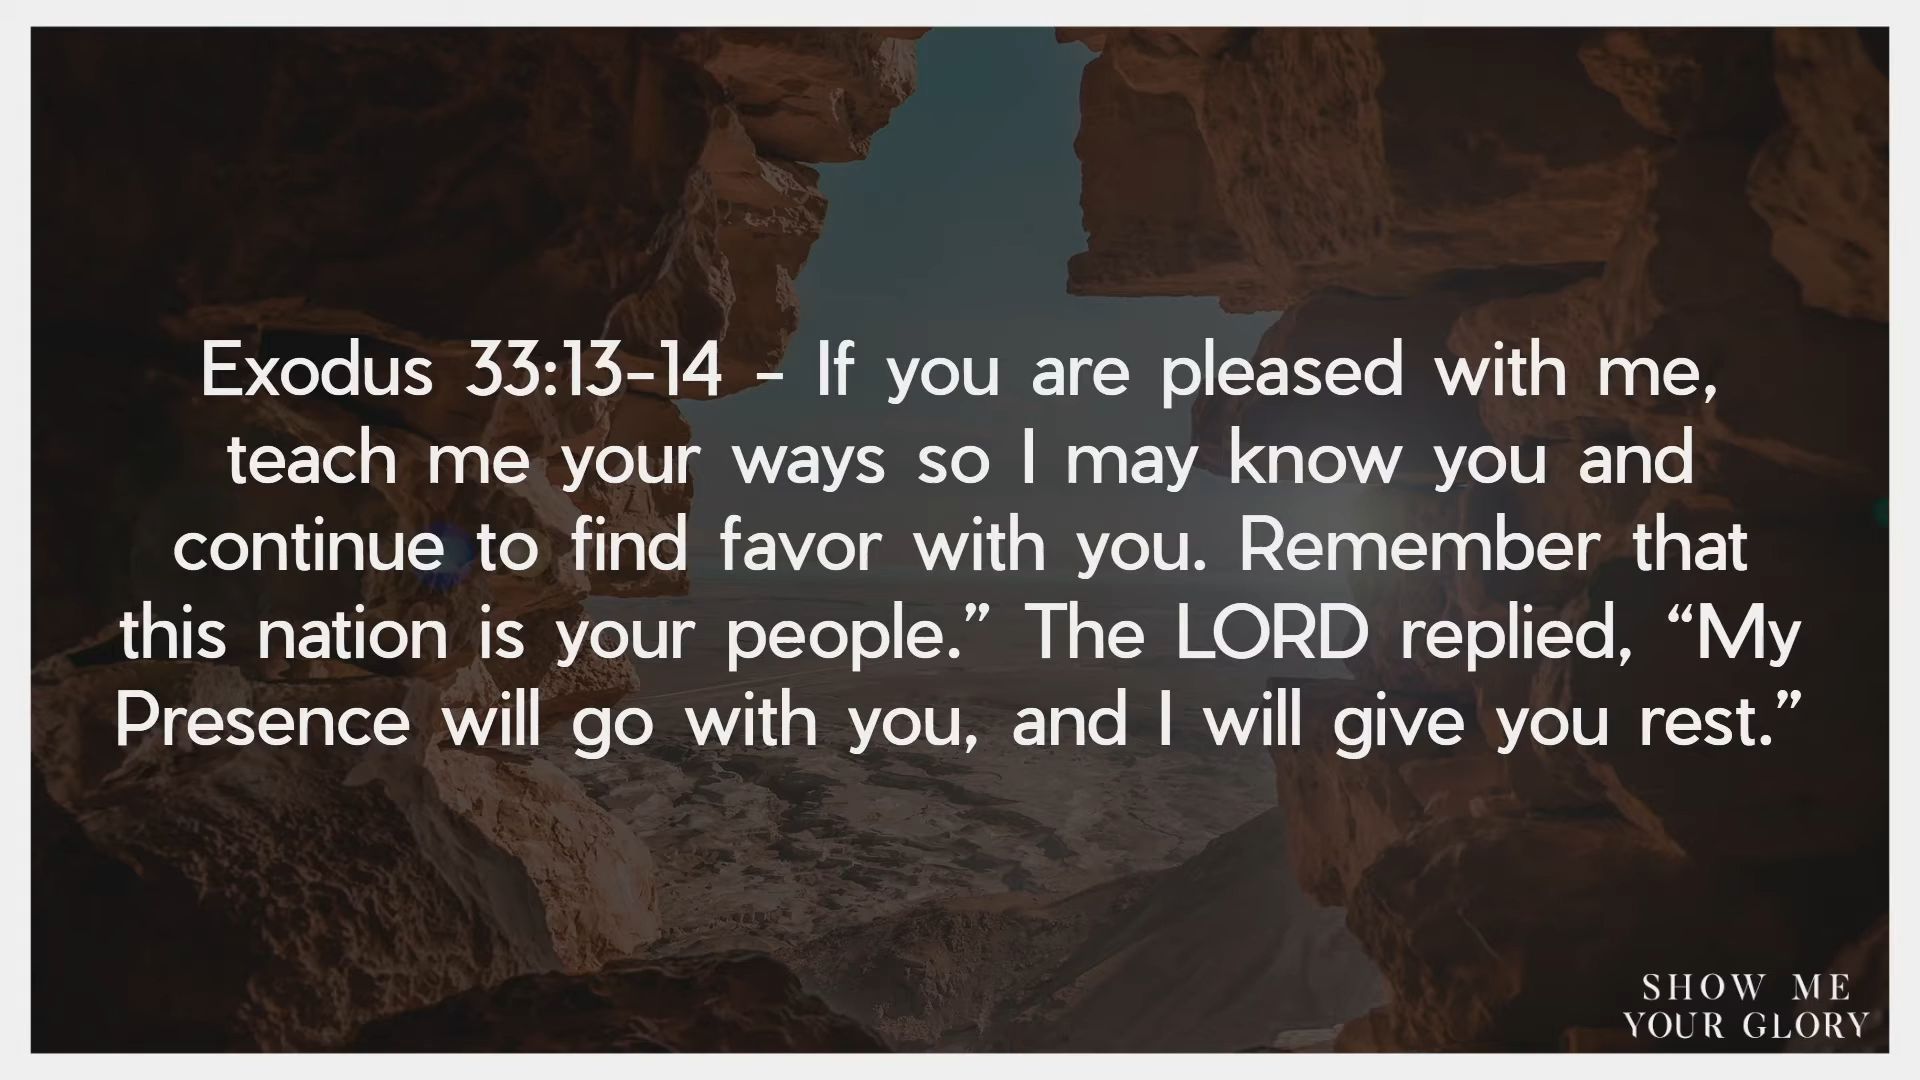 Exodus 33:13-14 - If you are pleased with me,
teach me your ways so I may know you and
continue to find favor with you. Remember that
this nation is your people.” The LORD replied, “My
Presence will go with you, and I will give you rest.”
SHOW ME
YOUR GLORY